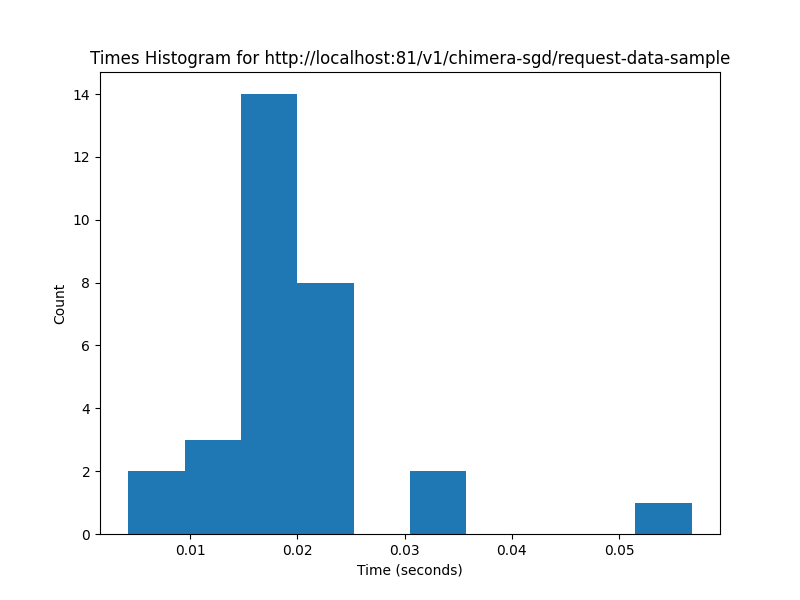 Times Histogram for http://localhost:81/v1/chimera-sgd/request-data-sample
14
12
10
8
6
4
2
0
Count
0.01 0.02 0.03 0.04 0.05
Time (seconds)